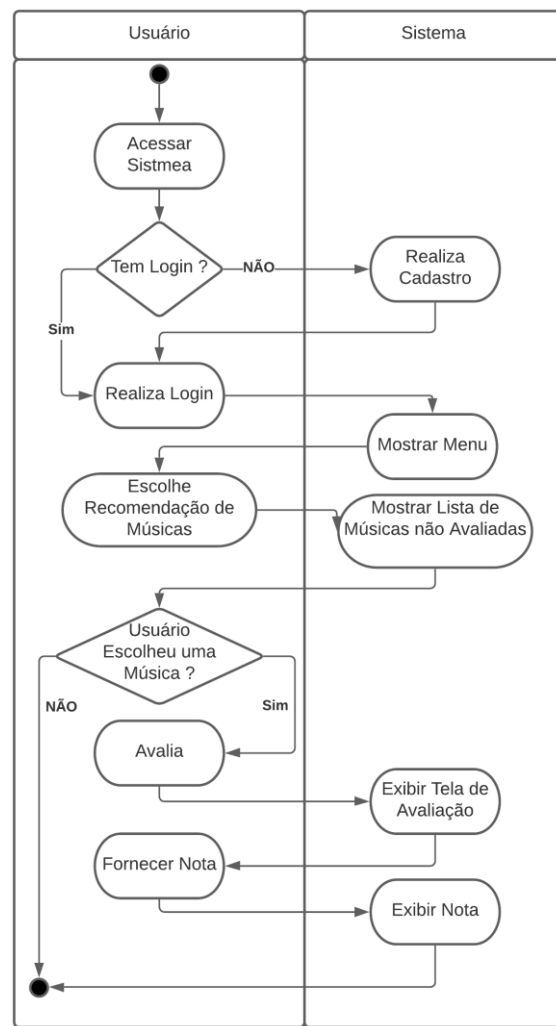 Usuário
Sistema
Acessar
Sistmea
Tem Login ?
NÃO
Realiza
Cadastro
Sim
Realiza Login
Mostrar Menu
Escolhe
Recomendação de
Músicas
Mostrar Lista de
Músicas não Avaliadas
Usuário
Escolheu uma
Música ?
NÃO
Sim
Avalia
Exibir Tela de
Avaliação
Fornecer Nota
Exibir Nota